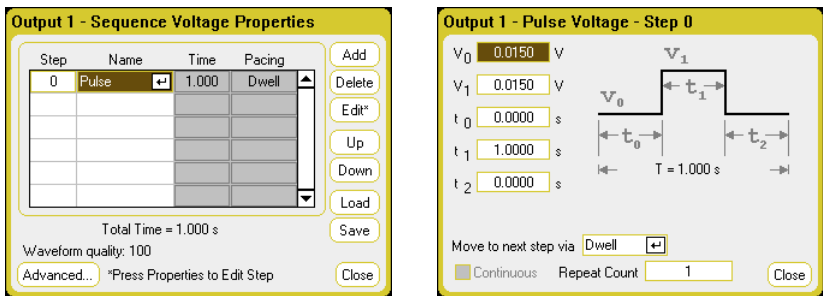 Output 1 - Sequence Voltage Properties
Step Name Time Pacing
0 Pulse 1.000 Dwell
Add
Delete
Edit*
Up
Down
Load
Save
Total Time = 1.000 s
Waveform quality: 100
Advanced... *Press Properties to Edit Step Close
Output 1 - Pulse Voltage - Step 0
V0 0.0150 V
V1 0.0150 V
t0 0.0000 s
t1 1.0000 s
t2 0.0000 s
V1
V0
t1
t0
t2
T = 1.000 s
Move to next step via Dwell
Continuous Repeat Count 1 Close